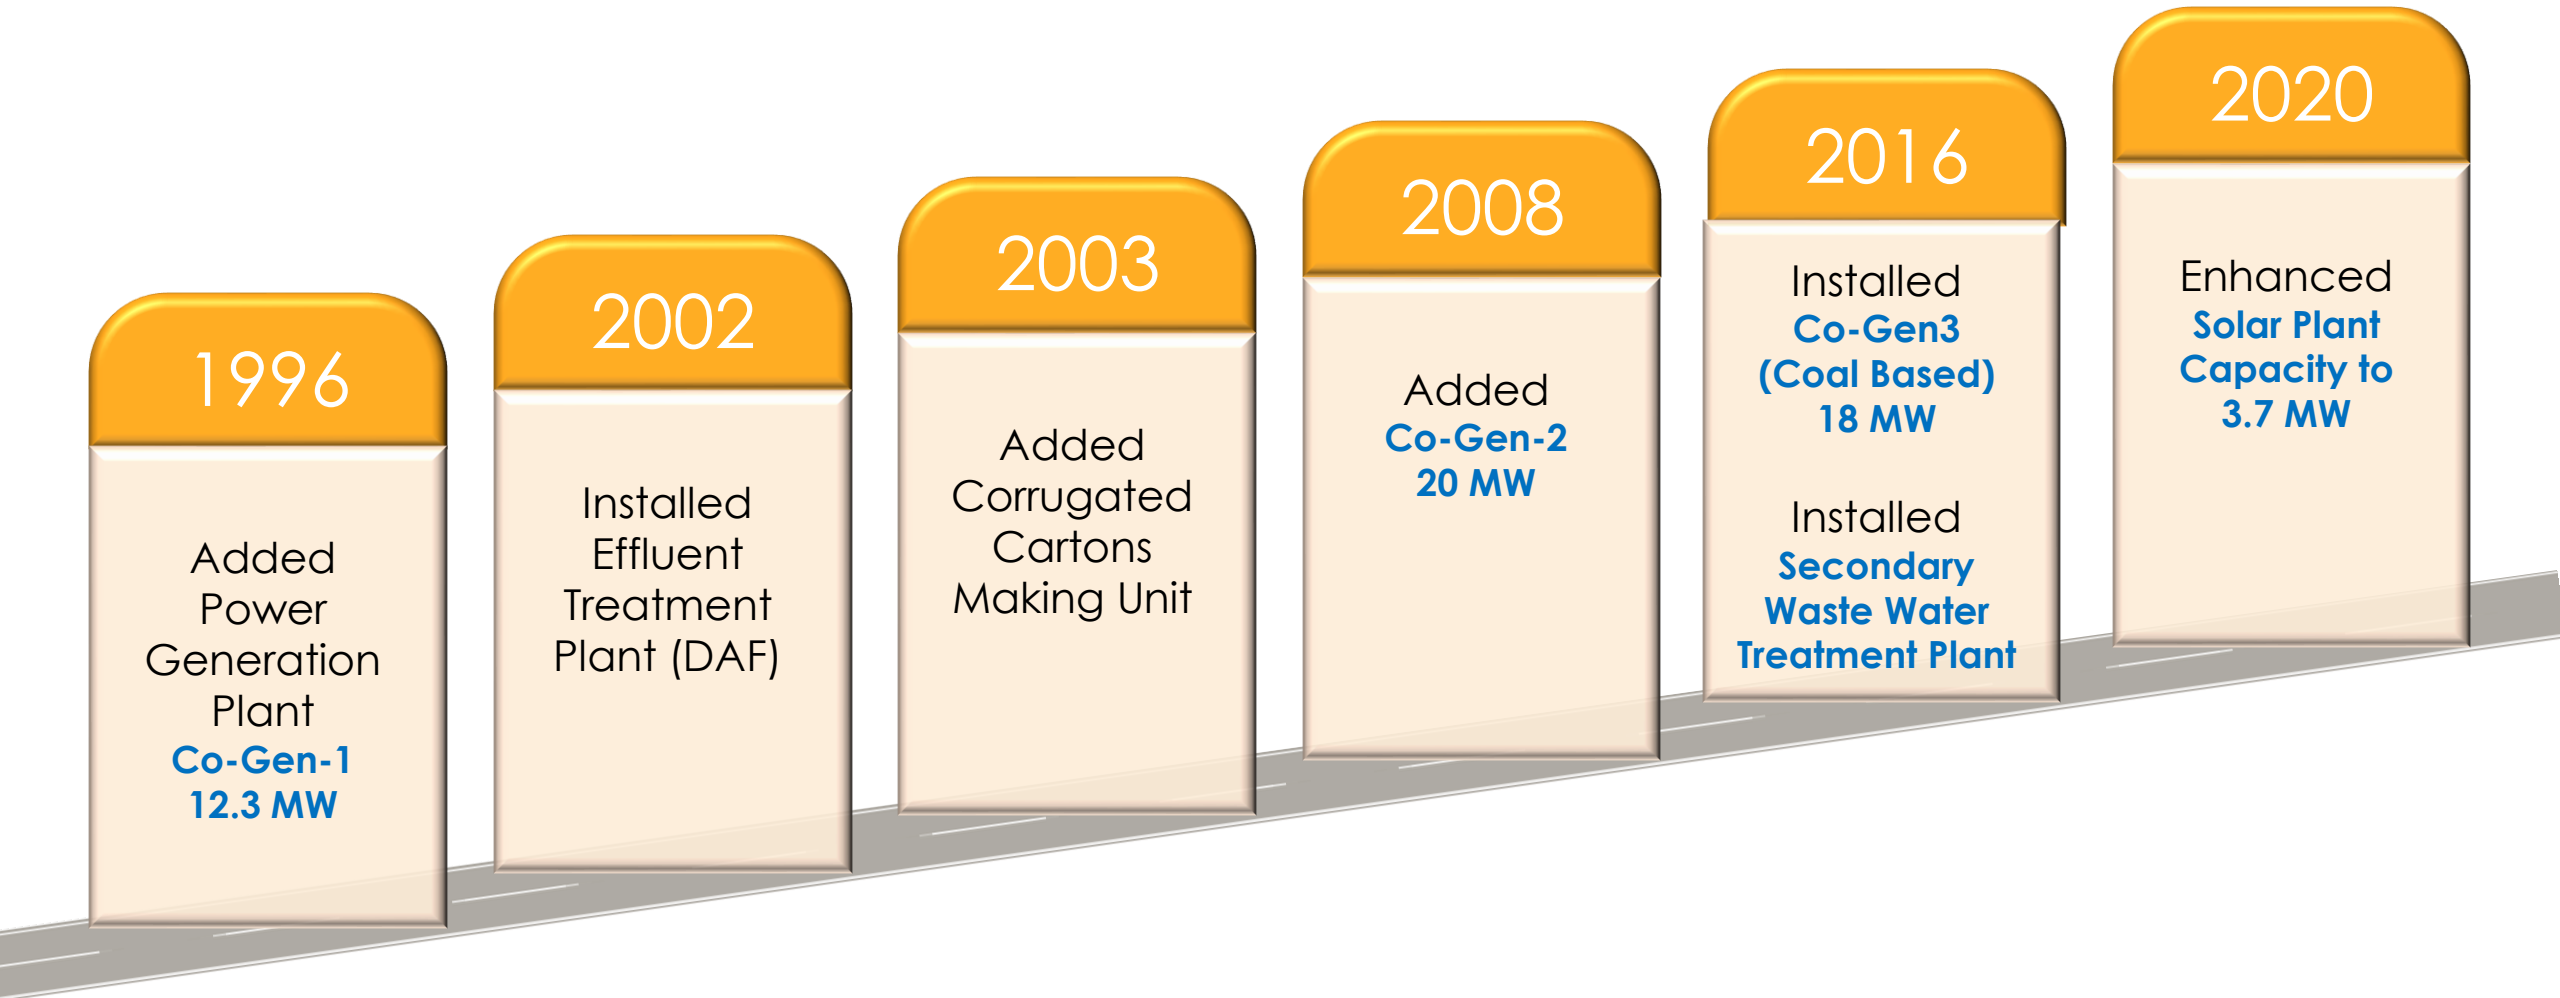 1996
Added
Power
Generation
Plant
Co-Gen-1
12.3 MW
2002
Installed
Effluent
Treatment
Plant (DAF)
2003
Added
Corrugated
Cartons
Making Unit
2008
Added
Co-Gen-2
20 MW
2016
Installed
Co-Gen3
(Coal Based)
18 MW
Installed
Secondary
Waste Water
Treatment Plant
2020
Enhanced
Solar Plant
Capacity to
3.7 MW